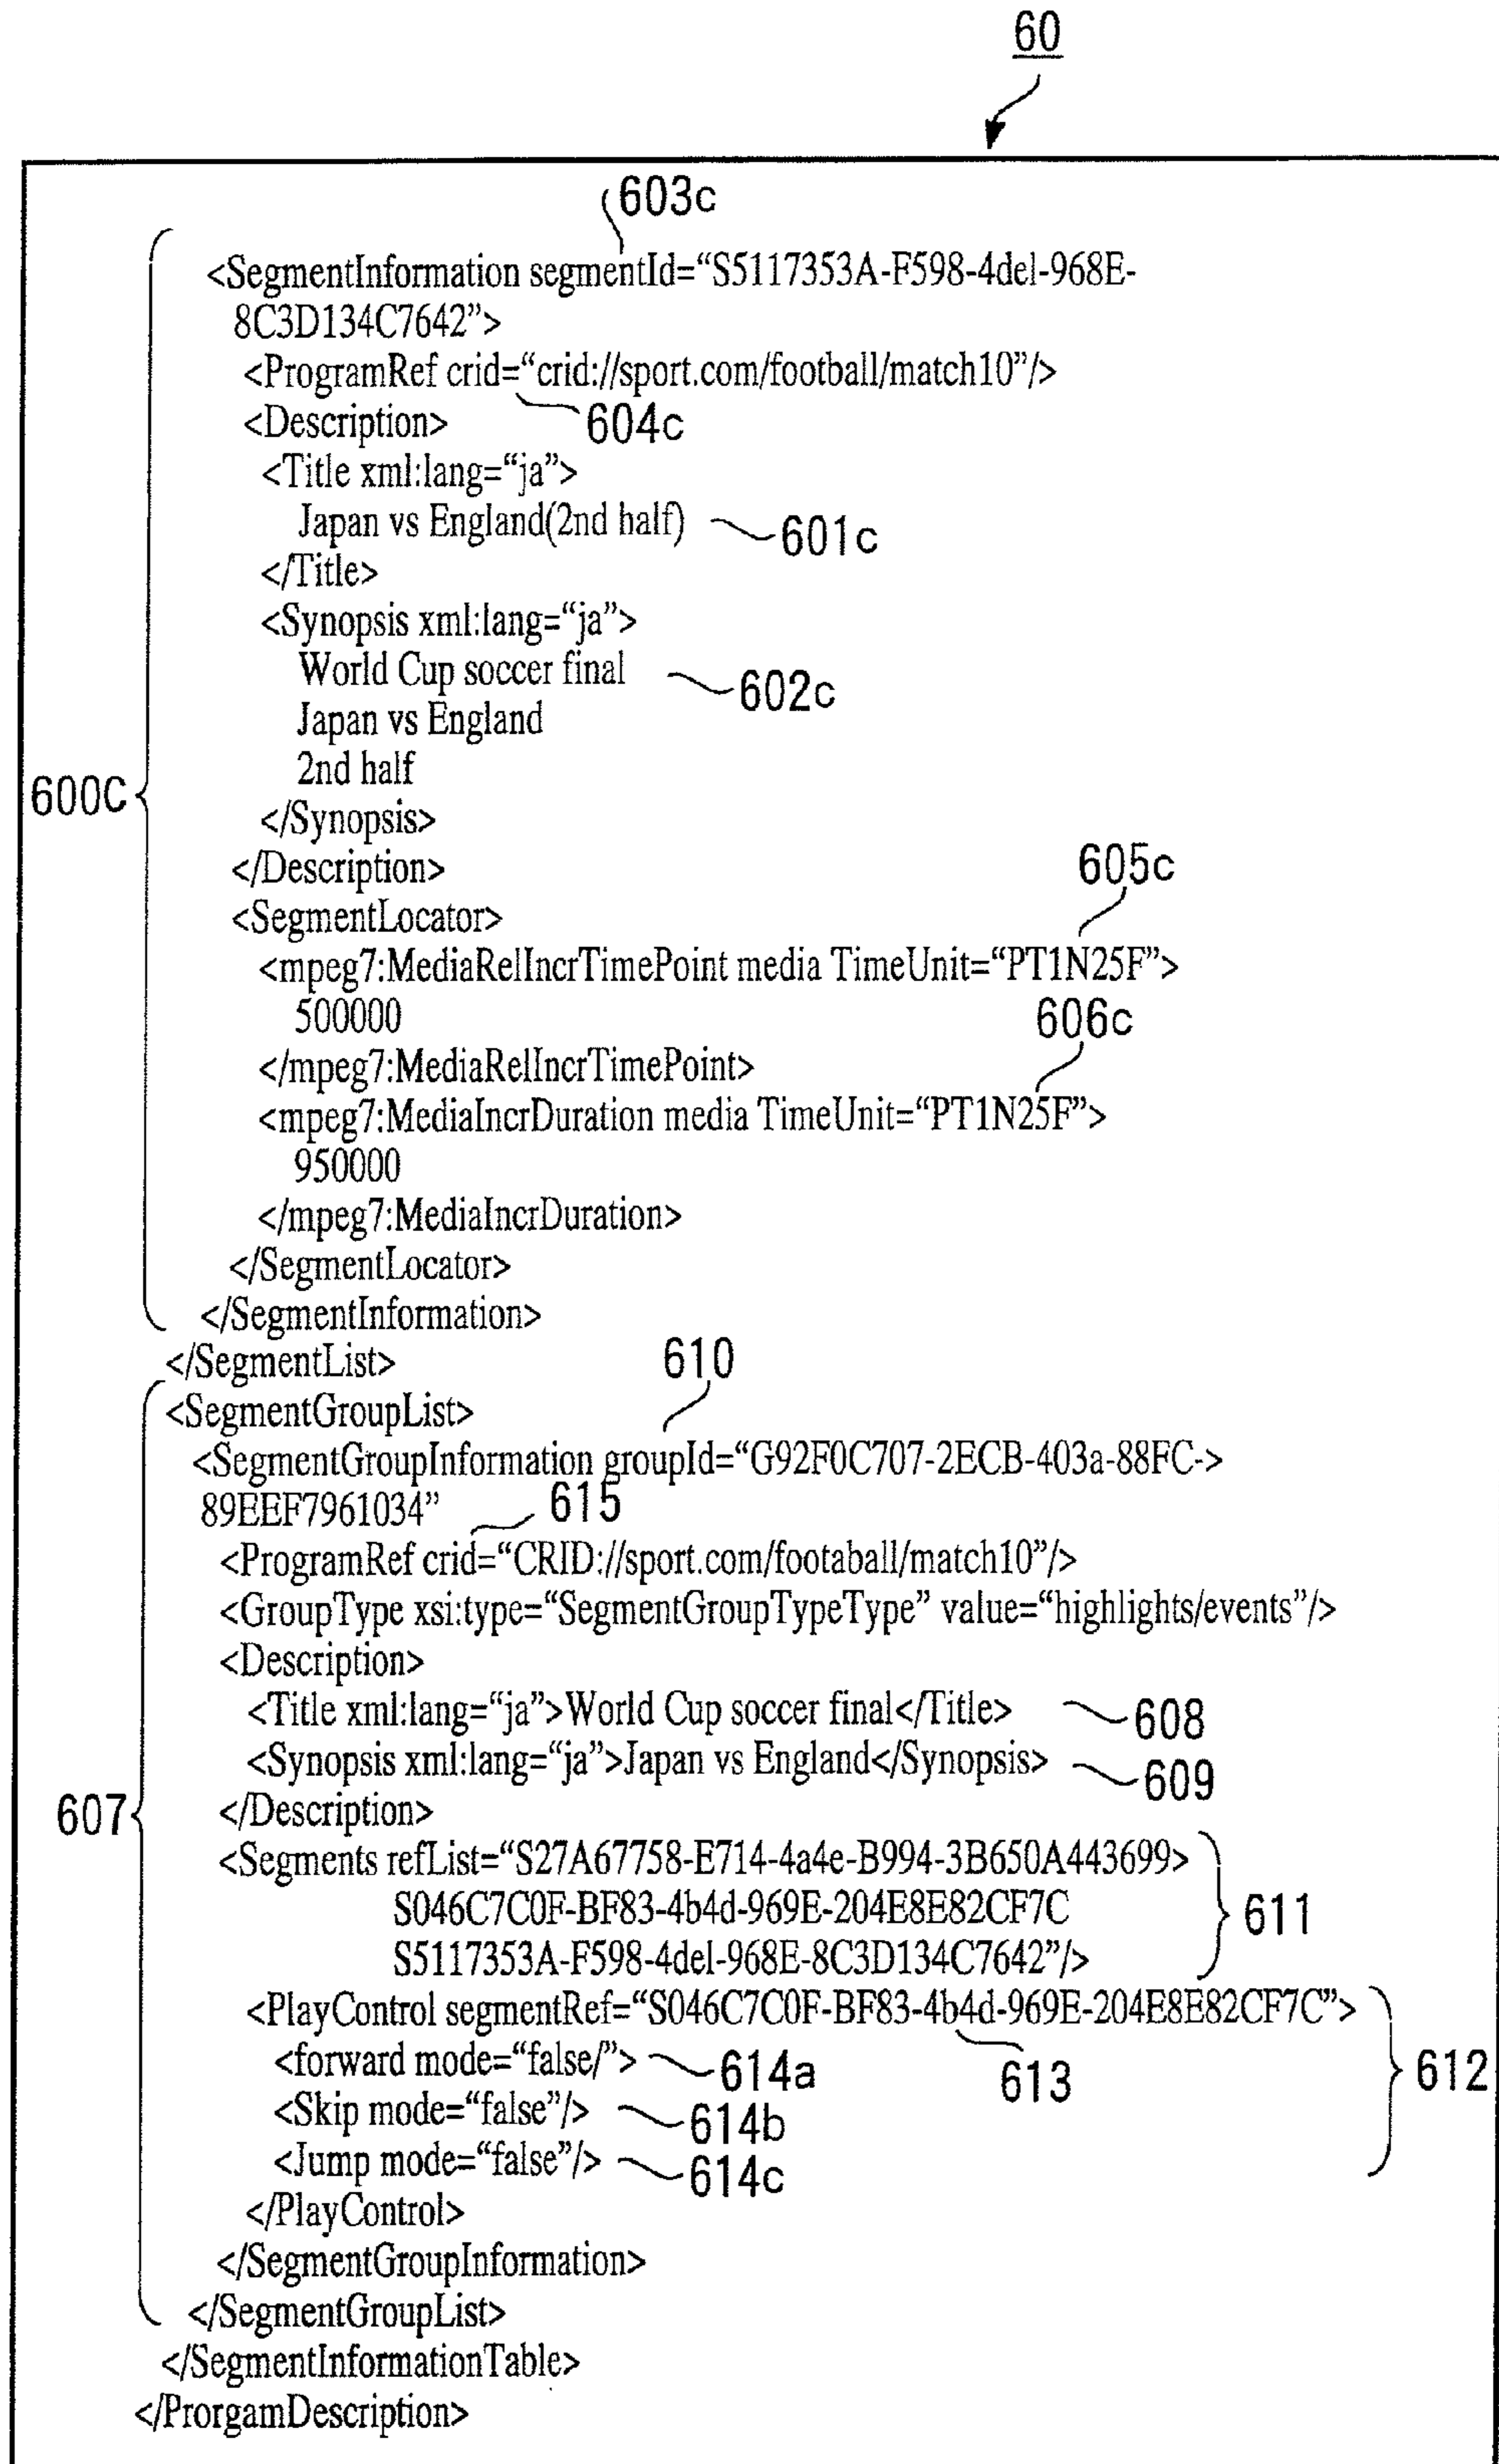 60
603c
<SegmentInformation segmentId=“S5117353A-F598-4del-968E-
8C3D134C7642”>
<ProgramRef crid=“crid://sport.com/football/match10”/>
<Description> 604c
<Title xml:lang=“ja”>
Japan vs England(2nd half) 601c
</Title>
<Synopsis xml:lang=“ja”>
World Cup soccer final 602c
Japan vs England
2nd half
600C
</Synopsis>
</Description> 605c
<SegmentLocator>
<mpeg7:MediaRelIncrTimePoint media TimeUnit=“PT1N25F”>
500000 606c
</mpeg7:MediaRelIncrTimePoint>
<mpeg7:MediaIncrDuration media TimeUnit=“PT1N25F”>
950000
</mpeg7:MediaIncrDuration>
</SegmentLocator>
</SegmentInformation>
</SegmentList> 610
<SegmentGroupList>
<SegmentGroupInformation groupId=“G92F0C707-2ECB-403a-88FC->
89EEF7961034” 615
<ProgramRef crid=“CRID://sport.com/footaball/match10”/>
<GroupType xsi:type=“SegmentGroupTypeType” value=“highlights/events”/>
<Description>
<Title xml:lang=“ja”>World Cup soccer final</Title> 608
<Synopsis xml:lang=“ja”>Japan vs England</Synopsis> 609
607 </Description>
<Segments refList=“S27A67758-E714-4a4e-B994-3B650A443699>
S046C7C0F-BF83-4b4d-969E-204E8E82CF7C 611
S5117353A-F598-4del-968E-8C3D134C7642”/>
<PlayControl segmentRef=“S046C7C0F-BF83-4b4d-969E-204E8E82CF7C”>
<forward mode=“false/”> 614a 613 612
<Skip mode=“false”/> 614b
<Jump mode=“false”/> 614c
</PlayControl>
</SegmentGroupInformation>
</SegmentGroupList>
</SegmentInformationTable>
</ProrgamDescription>